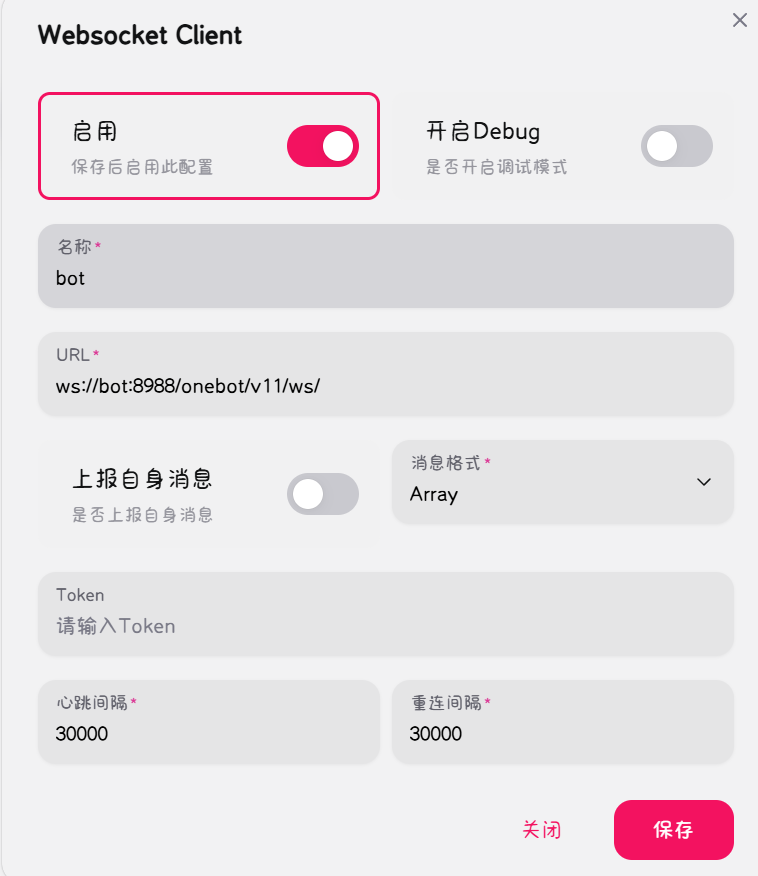 Websocket Client
启用
保存后启用此配置
开启Debug
是否开启调试模式
名称*
bot
URL*
ws://bot:8988/onebot/v11/ws/
上报自身消息
是否上报自身消息
消息格式*
Array
Token
请输入Token
心跳间隔*
30000
重连间隔*
30000
关闭
保存